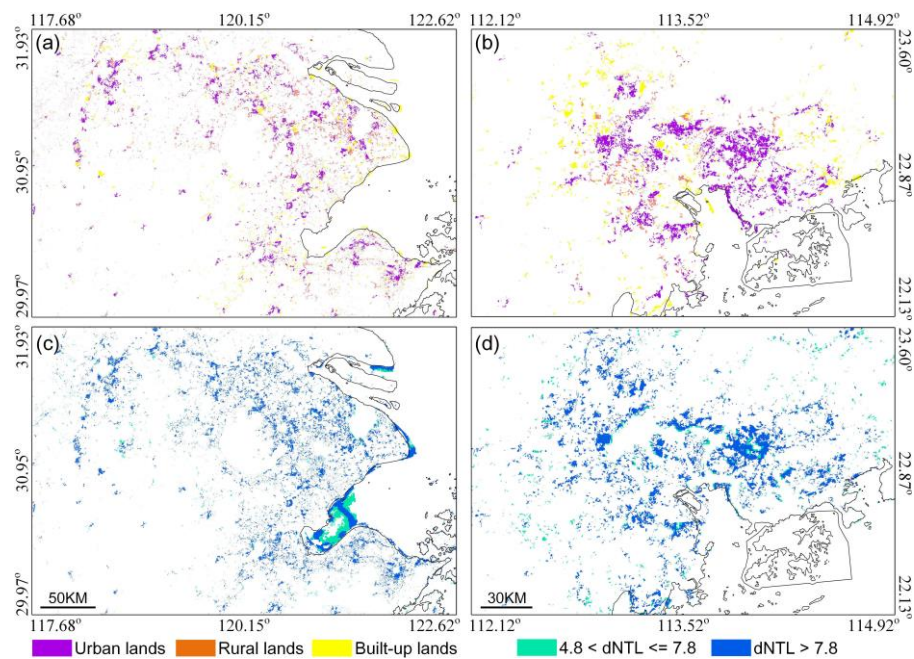 117.68° 120.15° 122.62° 112.12° 113.52° 114.92°
(a) (b)
31.93° 30.95° 29.97°
23.60° 22.87° 22.13°
(c) (d)
31.93° 30.95° 29.97°
23.60° 22.87° 22.13°
50KM 30KM
117.68° 120.15° 122.62° 112.12° 113.52° 114.92°
Urban lands Rural lands Built-up lands 4.8 < dNTL <= 7.8 dNTL > 7.8